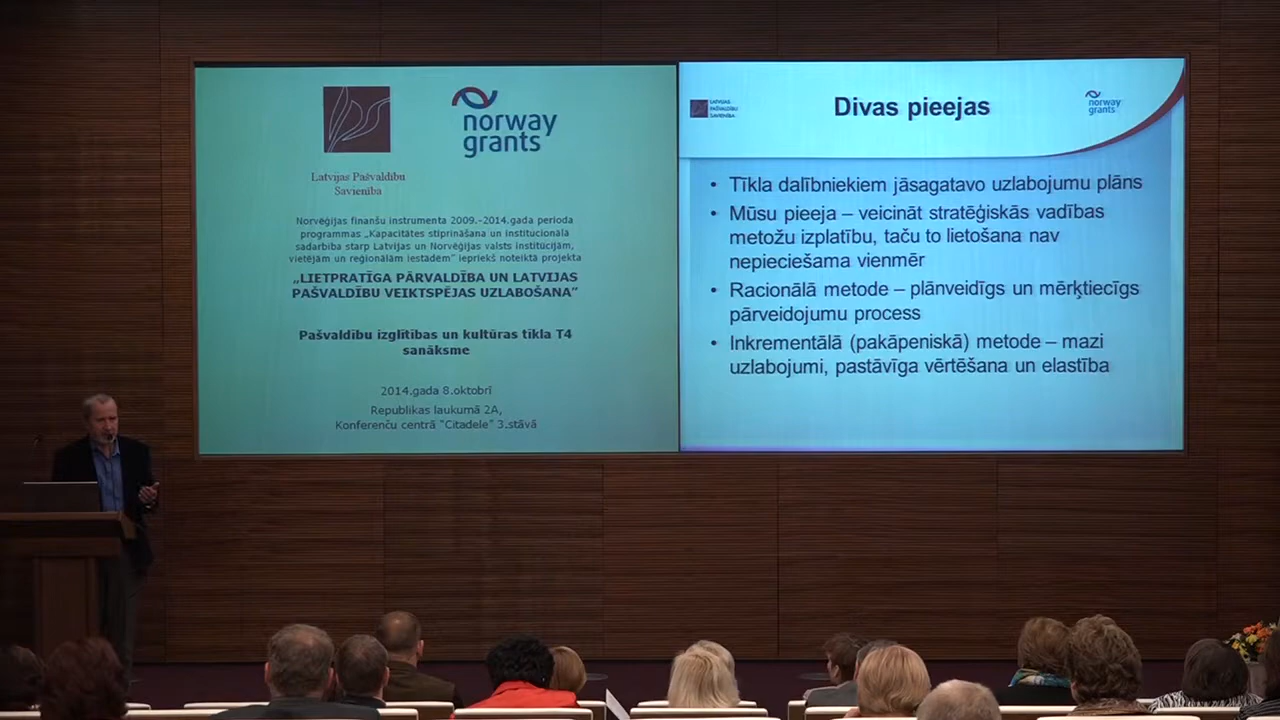 norway
grants
Latvijas Pašvaldību
Savienība
Norvēģijas finanšu instrumenta 2009.-2014.gada perioda
programmas „Kapacitātes stiprināšana un institucionālā
sadarbība starp Latvijas un Norvēģijas valsts institūcijām,
vietējām un reģionālām iestādēm” iepriekš noteiktā projekta
„LIETPRATĪGA PĀRVALDĪBA UN LATVIJAS
PAŠVALDĪBU VEIKTSPĒJAS UZLABOŠANA”
Pašvaldību izglītības un kultūras tīkla T4
sanāksme
2014.gada 8.oktobrī
Republikas laukumā 2A,
Konferenču centrā “Citadele” 3.stāvā
LATVIJAS
PAŠVALDĪBU
SAVIENĪBA
Divas pieejas
norway
grants
• Tīkla dalībniekiem jāsagatavo uzlabojumu plāns
• Mūsu pieeja – veicināt stratēģiskās vadības
metožu izplatību, taču to lietošana nav
nepieciešama vienmēr
• Racionālā metode – plānveidīgs un mērķtiecīgs
pārveidojumu process
• Inkrementālā (pakāpeniskā) metode – mazi
uzlabojumi, pastāvīga vērtēšana un elastība